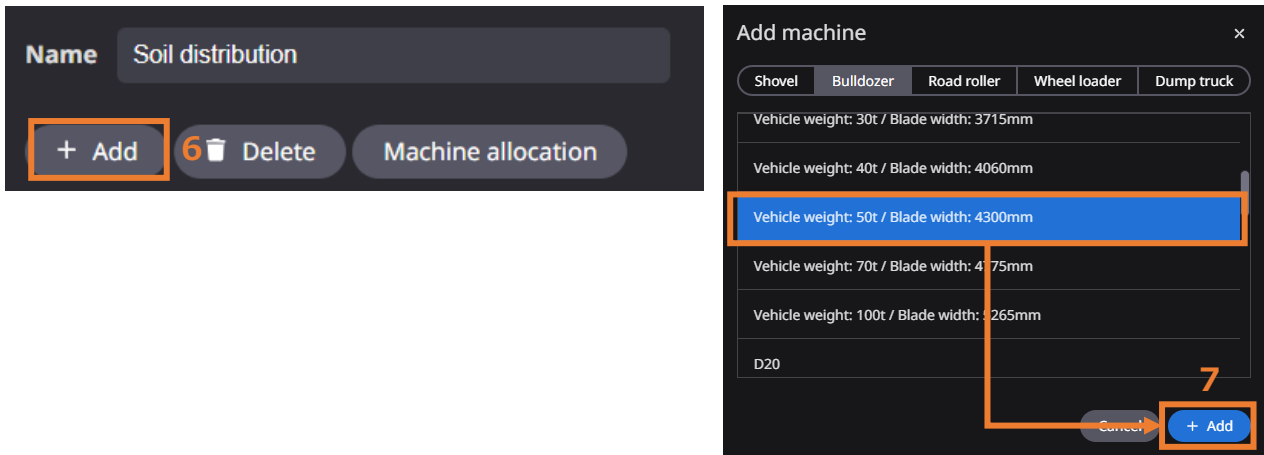 Name Soil distribution
+ Add 6 Delete Machine allocation
Add machine ×
Shovel Bulldozer Road roller Wheel loader Dump truck
Vehicle weight: 30t / Blade width: 3715mm
Vehicle weight: 40t / Blade width: 4060mm
Vehicle weight: 50t / Blade width: 4300mm
Vehicle weight: 70t / Blade width: 4775mm
Vehicle weight: 100t / Blade width: 5265mm
D20
7
Cancel + Add